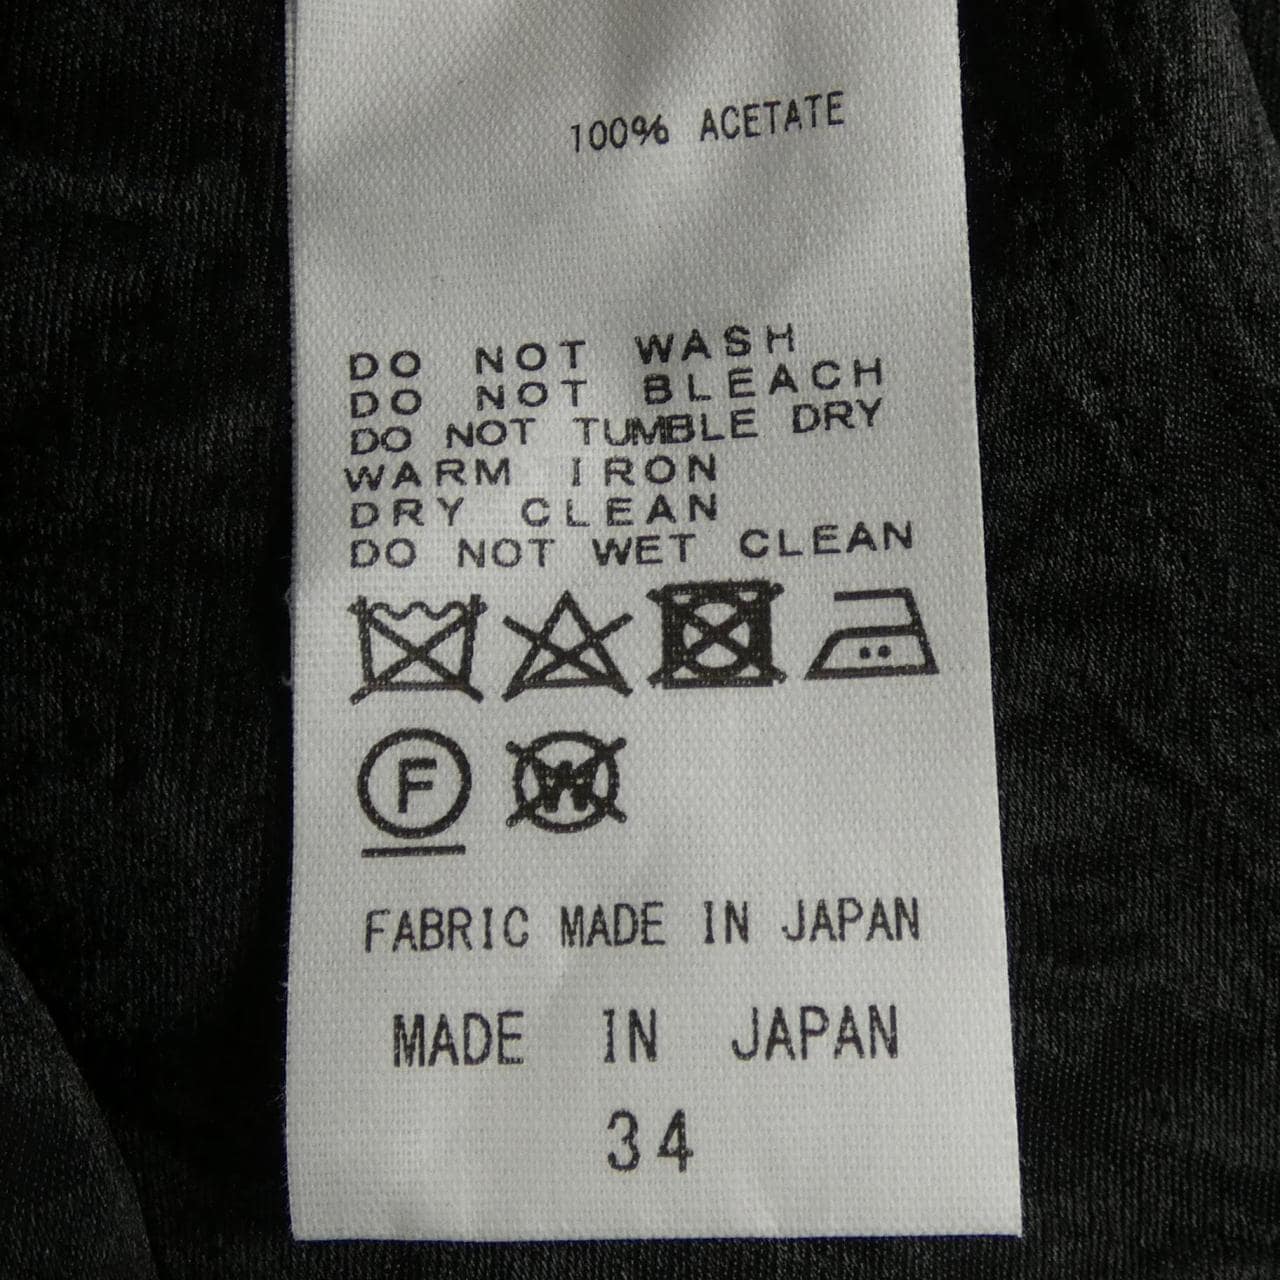 100% ACETATE
DO NOT WASH
DO NOT BLEACH
DO NOT TUMBLE DRY
WARM IRON
DRY CLEAN
DO NOT WET CLEAN
F W
FABRIC MADE IN JAPAN
MADE IN JAPAN
34